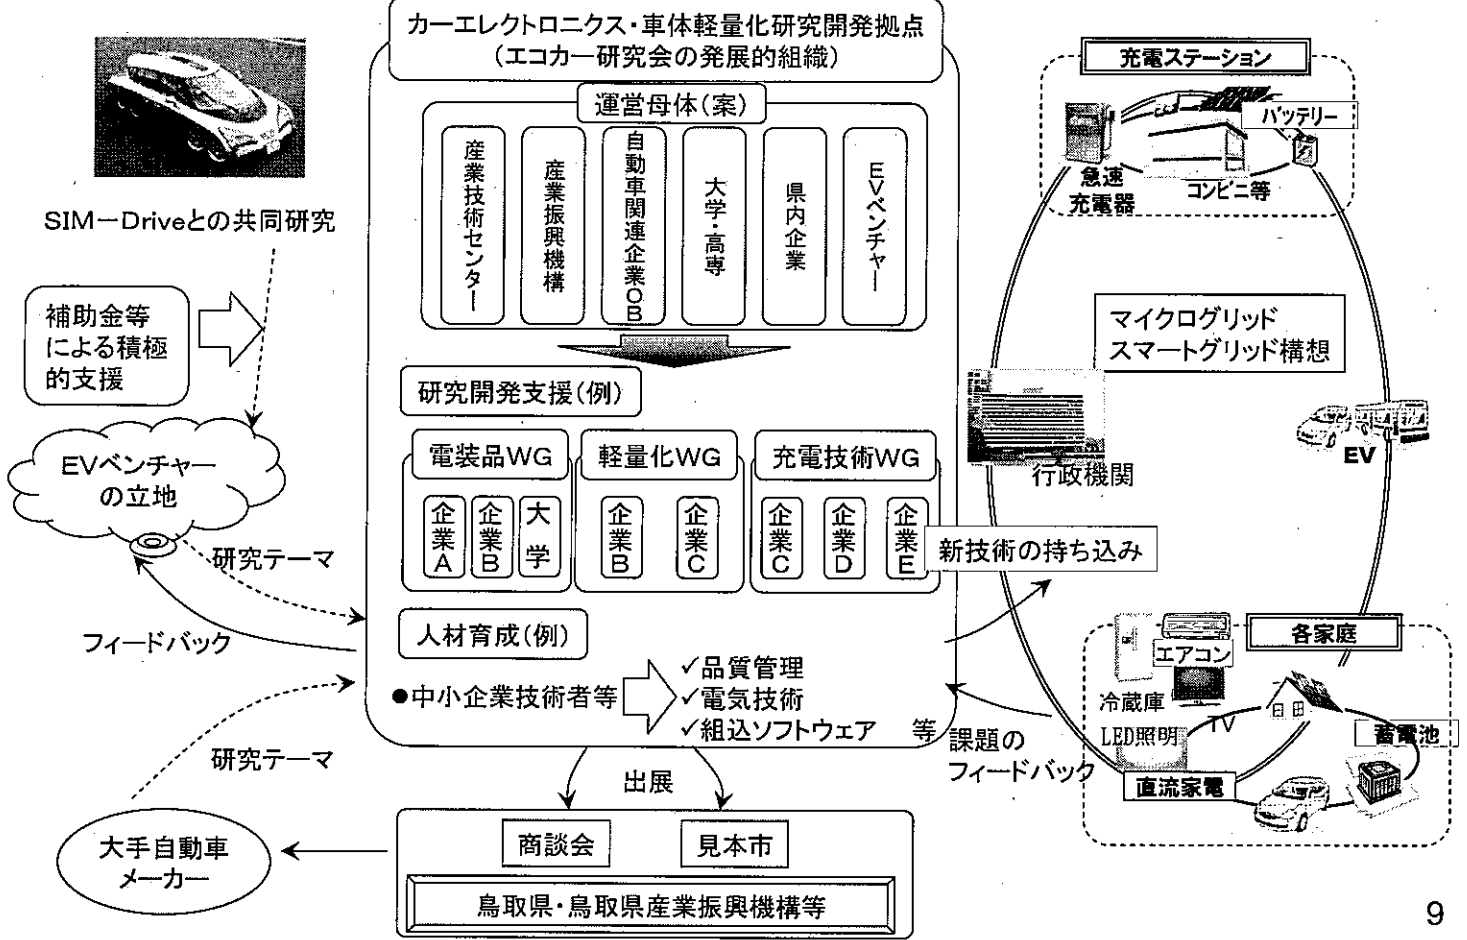 カーエレクトロニクス・車体軽量化研究開発拠点
(エコカー研究会の発展的組織)
運営母体(案)
産業技術センター
産業振興機構
自動車関連企業OB
大学・高専
県内企業
EVベンチャー
SIM-Driveとの共同研究
補助金等
による積極
的支援
EVベンチャー
の立地
研究テーマ
フィードバック
研究テーマ
大手自動車
メーカー
研究開発支援(例)
電装品WG
企業A
企業B
大学
軽量化WG
企業B
企業C
充電技術WG
企業C
企業D
企業E
人材育成(例)
●中小企業技術者等
✓品質管理
✓電気技術
✓組込ソフトウェア 等
出展
商談会
見本市
鳥取県・鳥取県産業振興機構等
新技術の持ち込み
課題の
フィードバック
充電ステーション
バッテリー
急速
充電器
コンビニ等
マイクログリッド
スマートグリッド構想
行政機関
EV
各家庭
エアコン
冷蔵庫
TV
LED照明
蓄電池
直流家電
9